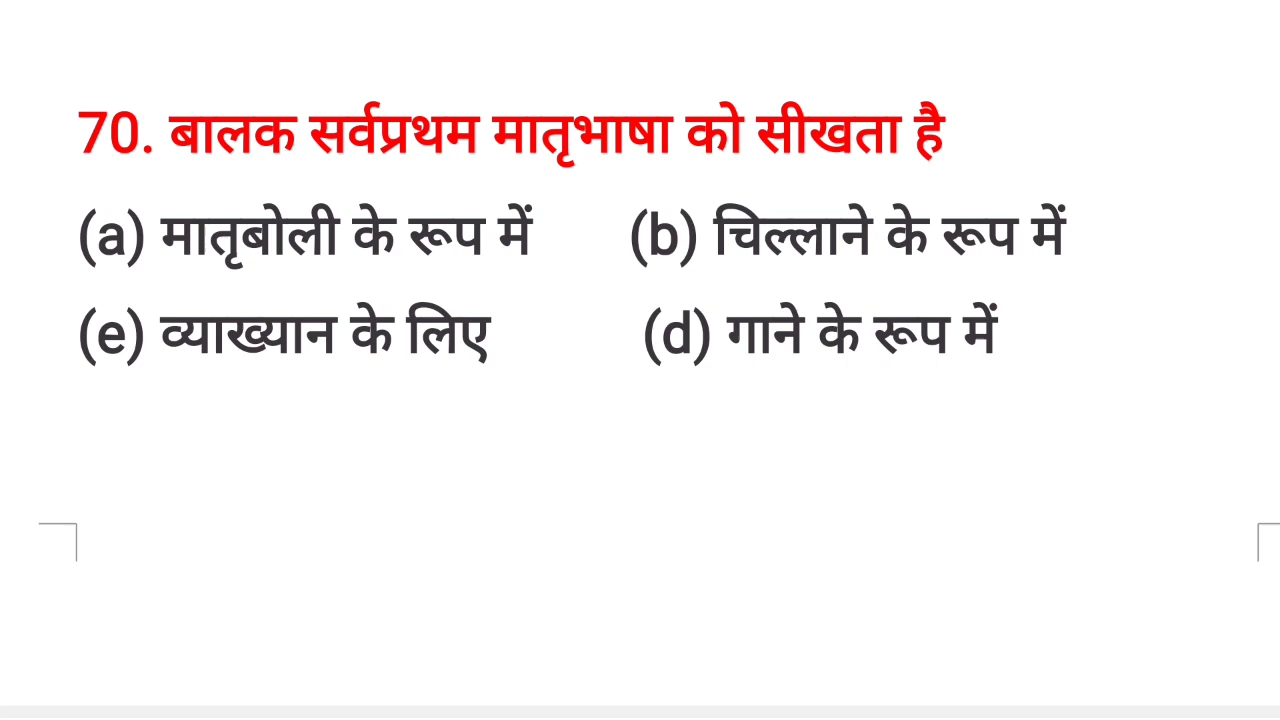 70. बालक सर्वप्रथम मातृभाषा को सीखता है
(a) मातृबोली के रूप में (b) चिल्लाने के रूप में
(e) व्याख्यान के लिए (d) गाने के रूप में